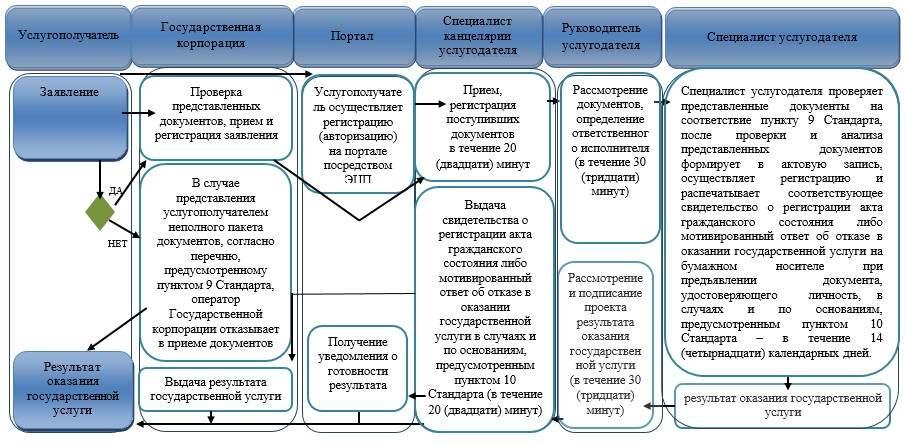 Услугополучатель
Государственная
корпорация
Портал
Специалист
канцелярии
услугодателя
Руководитель
услугодателя
Специалист услугодателя
Заявление
ДА
НЕТ
Результат
оказания
государственной
услуги
Проверка
представленных
документов, прием и
регистрация заявления
В случае
представления
услугополучателем
неполного пакета
документов, согласно
перечню,
предусмотренному
пунктом 9 Стандарта,
оператор
Государственной
корпорации отказывает
в приеме документов
Выдача результата
государственной услуги
Услугополучате
ль осуществляет
регистрацию
(авторизацию)
на портале
посредством
ЭЦП
Получение
уведомления о
готовности
результата
Прием,
регистрация
поступивших
документов
в течение 20
(двадцати) минут
Выдача
свидетельства о
регистрации акта
гражданского
состояния либо
мотивированный
ответ об отказе в
оказании
государственной
услуги в случаях и
по основаниям,
предусмотренным
пунктом 10
Стандарта (в течение
20 (двадцати) минут)
Рассмотрение
документов,
определение
ответственног
о исполнителя
(в течение 30
(тридцати)
минут)
Рассмотрение
и подписание
проекта
результата
оказания
государствен
ной услуги
(в течение 30
(тридцати)
минут)
Специалист услугодателя проверяет
представленные документы на
соответствие пункту 9 Стандарта,
после проверки и анализа
представленных документов
формирует в актовую запись,
осуществляет регистрацию и
распечатывает соответствующее
свидетельство о регистрации акта
гражданского состояния либо
мотивированный ответ об отказе в
оказании государственной услуги на
бумажном носителе при
предъявлении документа,
удостоверяющего личность, в
случаях и по основаниям,
предусмотренным пунктом 10
Стандарта – в течение 14
(четырнадцати) календарных дней.
результат оказания государственной
услуги